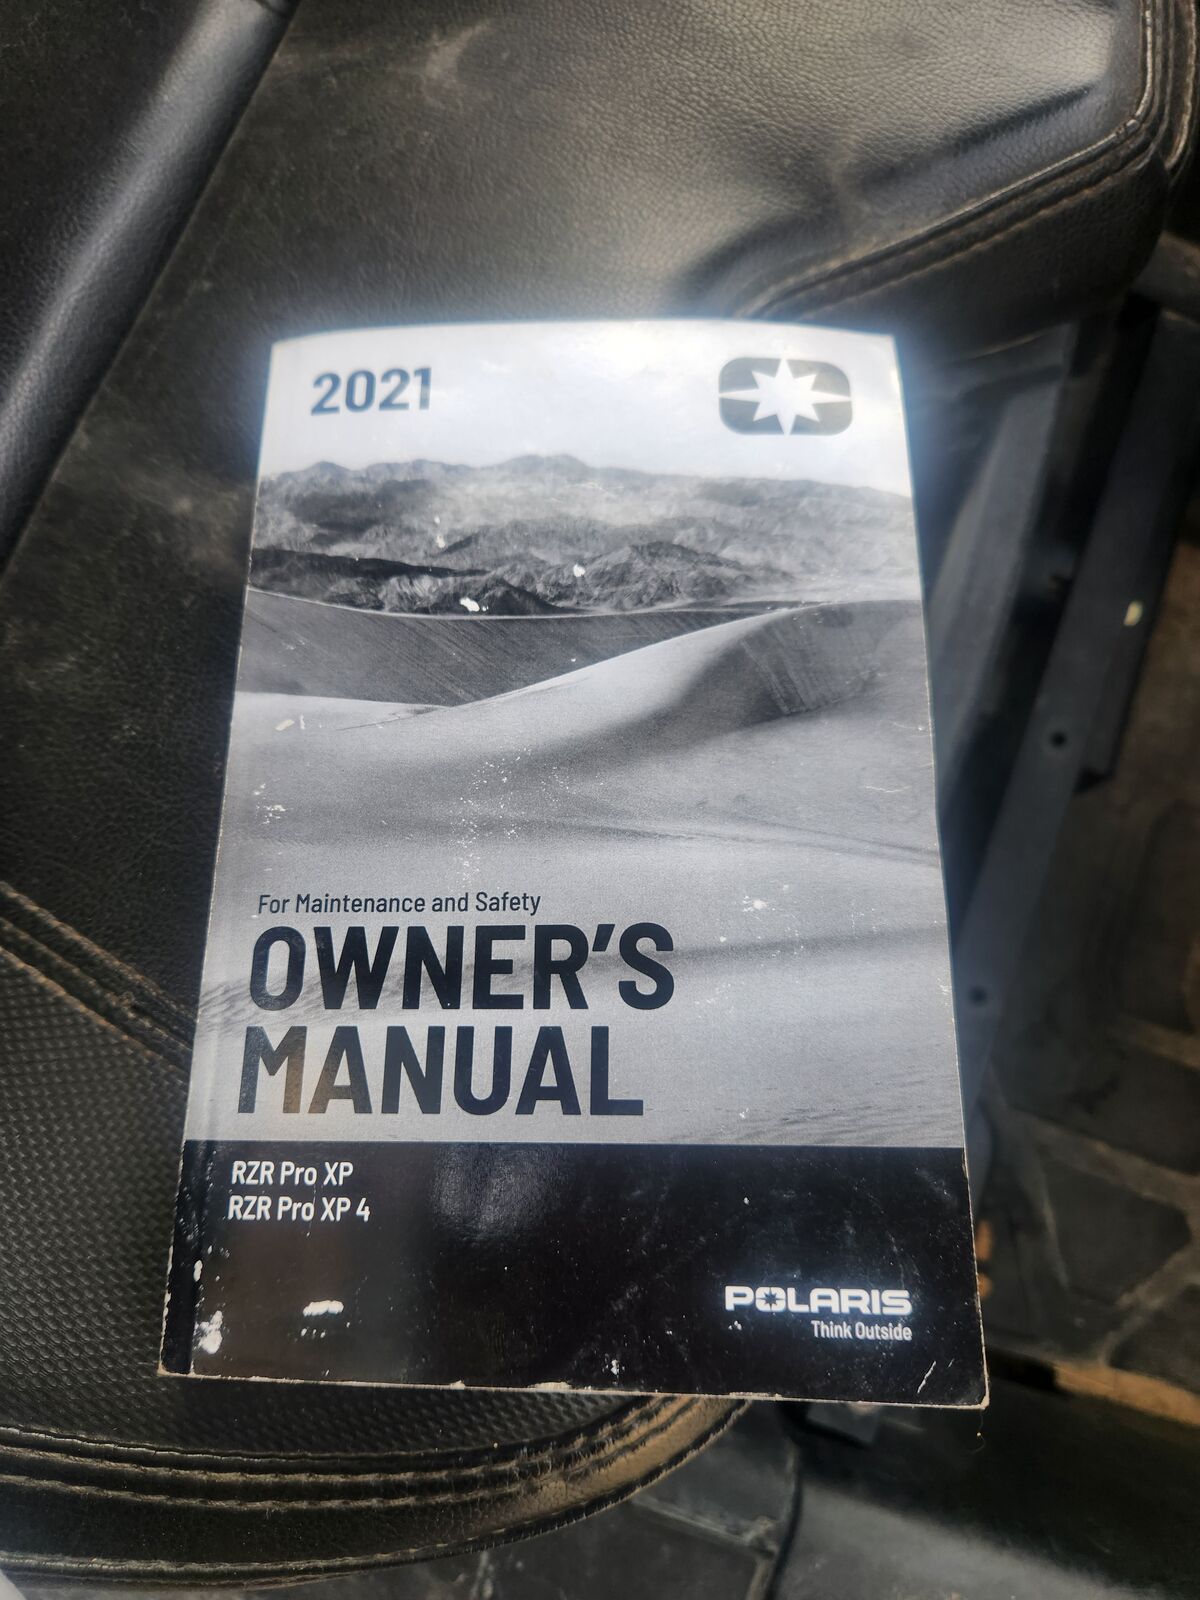 2021
For Maintenance and Safety
OWNER'S
MANUAL
RZR Pro XP
RZR Pro XP 4
POLARIS
Think Outside